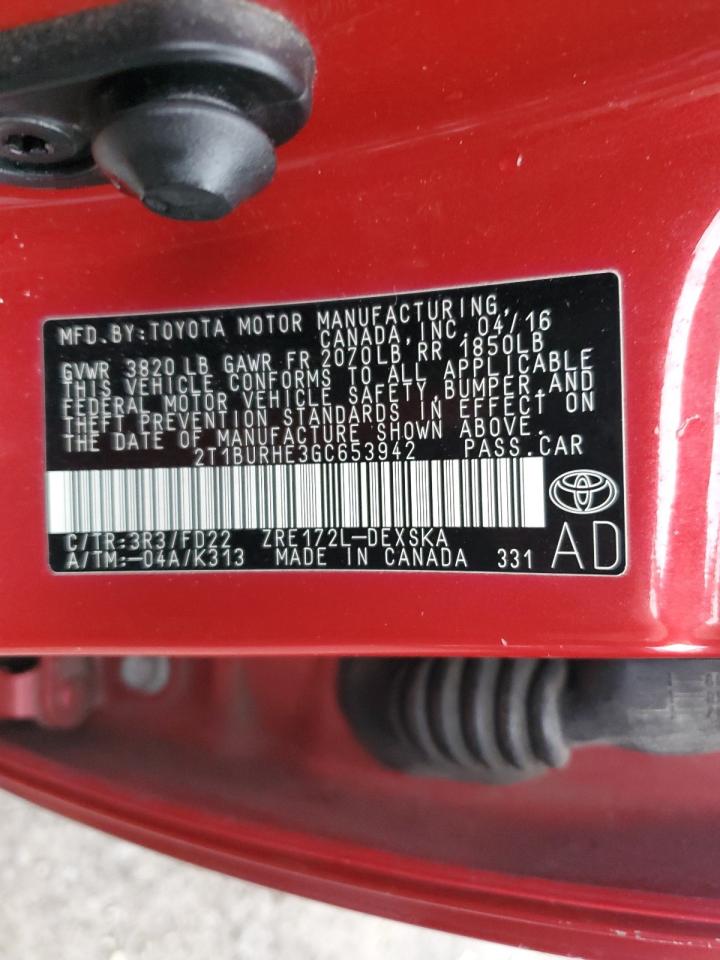 MFD.BY:TOYOTA MOTOR MANUFACTURING,
CANADA,INC. 04/16
GVWR 3820 LB GAWR FR 2070LB RR 1850LB
THIS VEHICLE CONFORMS TO ALL APPLICABLE
FEDERAL MOTOR VEHICLE SAFETY,BUMPER,AND
THEFT PREVENTION STANDARDS IN EFFECT ON
THE DATE OF MANUFACTURE SHOWN ABOVE.
2T1BURHE3GC653942 PASS.CAR
C/TR:3R3/FD22 ZRE172L-DEXSKA
A/TM:-04A/K313 MADE IN CANADA 331
AD